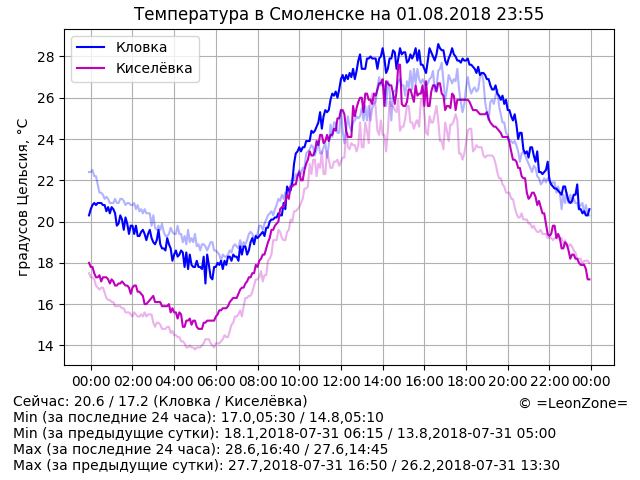 Температура в Смоленске на 01.08.2018 23:55
Кловка
Киселёвка
градусов Цельсия, °C
28
26
24
22
20
18
16
14
00:00 02:00 04:00 06:00 08:00 10:00 12:00 14:00 16:00 18:00 20:00 22:00 00:00
Сейчас: 20.6 / 17.2 (Кловка / Киселёвка)
© =LeonZone=
Min (за последние 24 часа): 17.0,05:30 / 14.8,05:10
Min (за предыдущие сутки): 18.1,2018-07-31 06:15 / 13.8,2018-07-31 05:00
Max (за последние 24 часа): 28.6,16:40 / 27.6,14:45
Max (за предыдущие сутки): 27.7,2018-07-31 16:50 / 26.2,2018-07-31 13:30